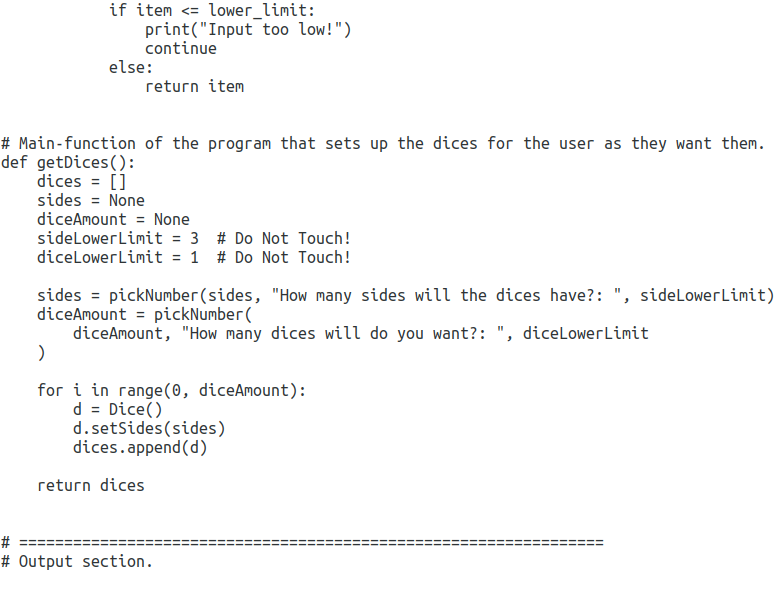 if item <= lower_limit:
                print("Input too low!")
                continue
            else:
                return item
# Main-function of the program that sets up the dices for the user as they want them.
def getDices():
    dices = []
    sides = None
    diceAmount = None
    sideLowerLimit = 3  # Do Not Touch!
    diceLowerLimit = 1  # Do Not Touch!
    sides = pickNumber(sides, "How many sides will the dices have?: ", sideLowerLimit)
    diceAmount = pickNumber(
        diceAmount, "How many dices will do you want?: ", diceLowerLimit
    )
    for i in range(0, diceAmount):
        d = Dice()
        d.setSides(sides)
        dices.append(d)
    return dices
# =================================================================
# Output section.